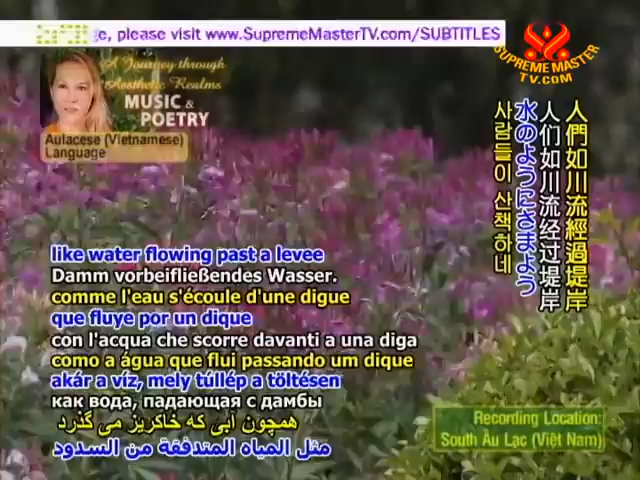 ge, please visit www.SupremeMasterTV.com/SUBTITLES
SUPREME MASTER
TV.COM
A Journey through
Aesthetic Realms
MUSIC &
POETRY
Aulacese (Vietnamese)
Language
人們如川流經過堤岸
人们如川流经过堤岸
水のようにさまよう
사람들이 산책하네
like water flowing past a levee
Damm vorbeifließendes Wasser.
comme l'eau s'écoule d'une digue
que fluye por un dique
con l'acqua che scorre davanti a una diga
como a água que flui passando um dique
akár a víz, mely túllép a töltésen
как вода, падающая с дамбы
همچون آبی که خاکریز می گذرد
مثل المياه المتدفقة من السدود
Recording Location:
South Âu Lạc (Việt Nam)